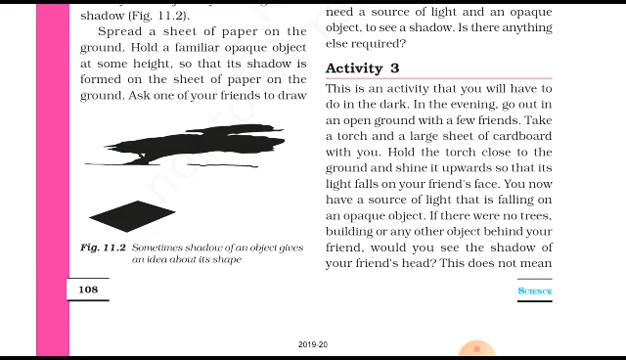 shadow (Fig. 11.2).
Spread a sheet of paper on the
ground. Hold a familiar opaque object
at some height, so that its shadow is
formed on the sheet of paper on the
ground. Ask one of your friends to draw
Fig. 11.2 Sometimes shadow of an object gives
an idea about its shape
108
need a source of light and an opaque
object, to see a shadow. Is there anything
else required?
Activity 3
This is an activity that you will have to
do in the dark. In the evening, go out in
an open ground with a few friends. Take
a torch and a large sheet of cardboard
with you. Hold the torch close to the
ground and shine it upwards so that its
light falls on your friend's face. You now
have a source of light that is falling on
an opaque object. If there were no trees,
building or any other object behind your
friend, would you see the shadow of
your friend's head? This does not mean
SCIENCE
2019-20